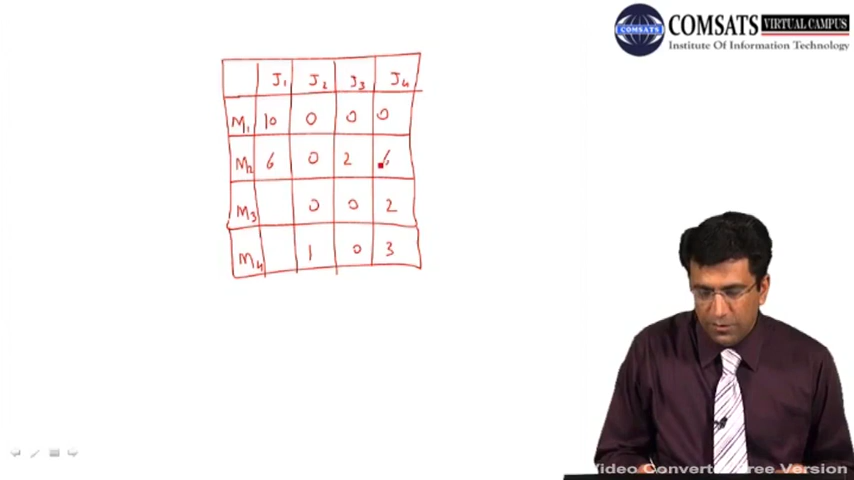 COMSATS VIRTUAL CAMPUS
COMSATS
Institute Of Information Technology
J1 J2 J3 J4
M1 10 0 0 0
M2 6 0 2
M3 0 0 2
M4 1 0 3
Video Converter Free Version